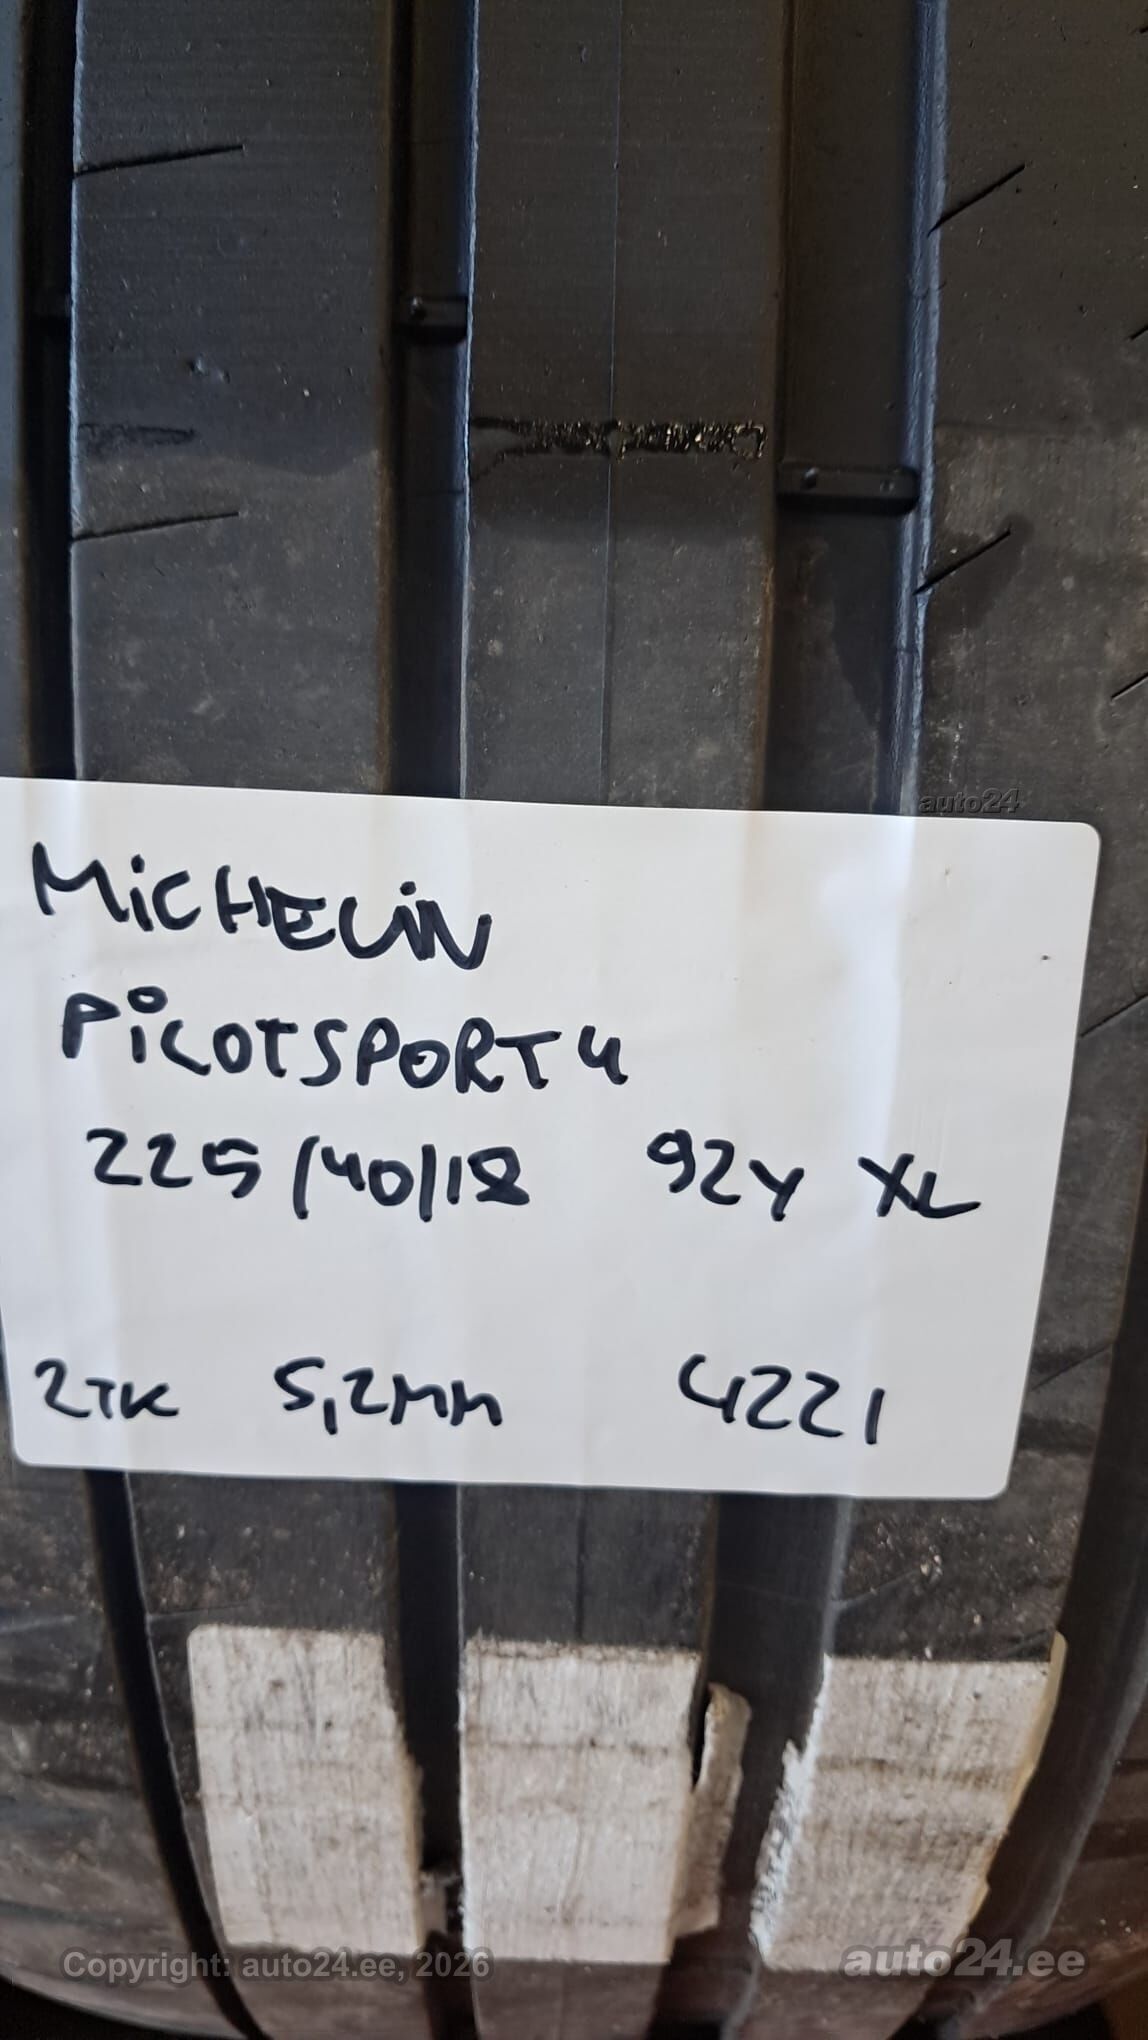 auto24
MiCHELiN
PiLOTSPORT4
225/40/18 92Y XL
2TK 5,2MM 4221
Copyright: auto24.ee, 2026
auto24.ee